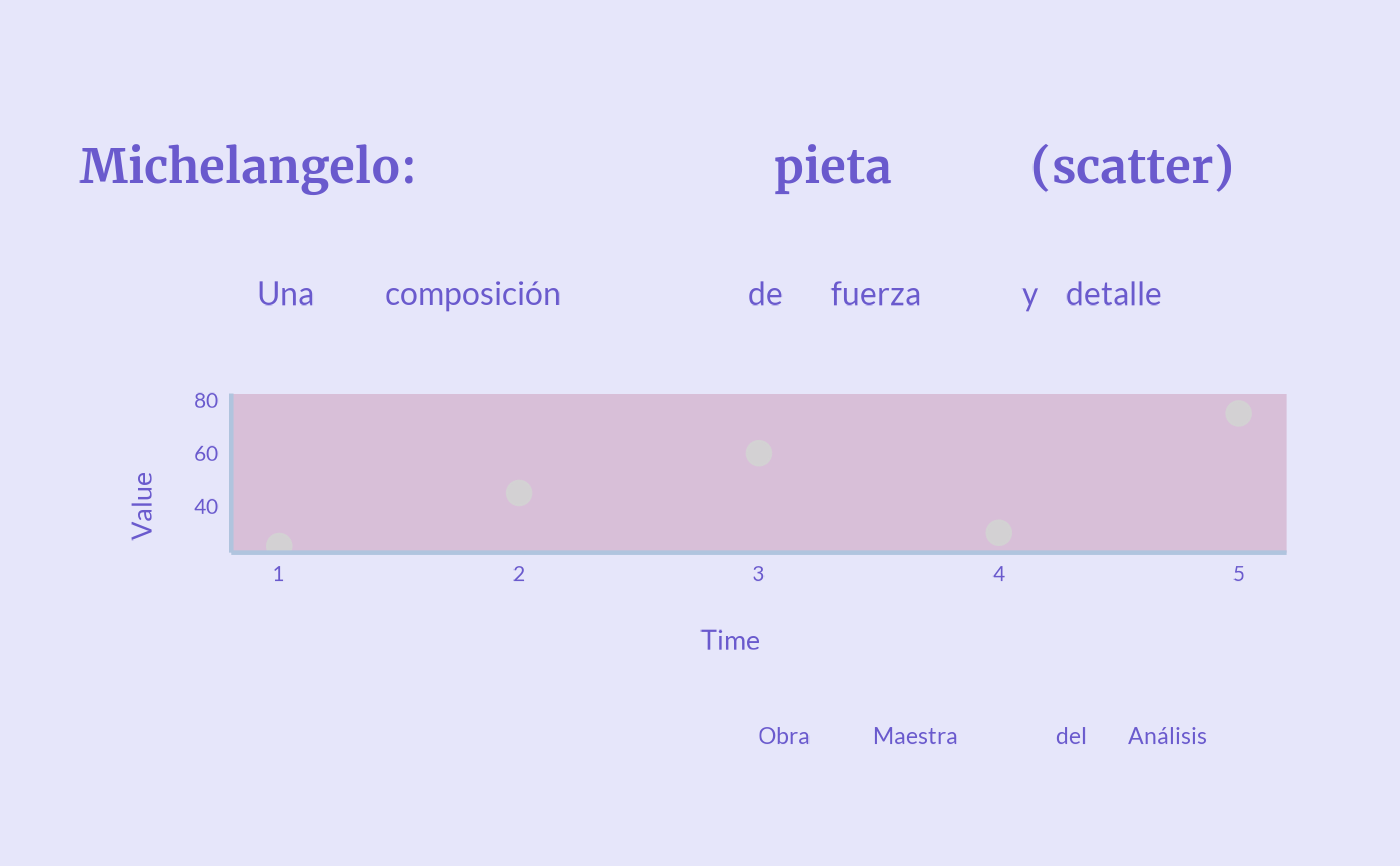 Michelangelo: pieta (scatter)
Una composición de fuerza y detalle
80
60
40
Value
1 2 3 4 5
Time
Obra Maestra del Análisis